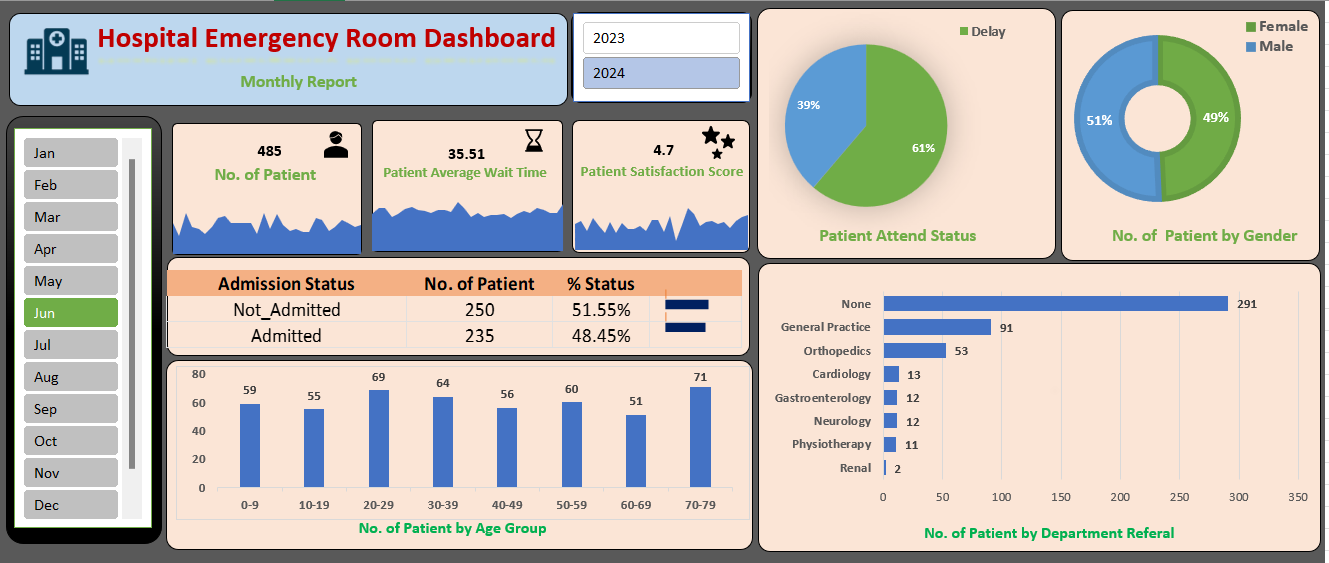 Hospital Emergency Room Dashboard
Monthly Report
2023
2024
Jan
Feb
Mar
Apr
May
Jun
Jul
Aug
Sep
Oct
Nov
Dec
485
No. of Patient
35.51
Patient Average Wait Time
4.7
Patient Satisfaction Score
Delay
39%
61%
Patient Attend Status
Female
Male
51%
49%
No. of  Patient by Gender
Admission Status No. of Patient % Status
Not_Admitted 250 51.55%
Admitted 235 48.45%
80
60
40
20
0
59
55
69
64
56
60
51
71
0-9 10-19 20-29 30-39 40-49 50-59 60-69 70-79
No. of Patient by Age Group
None 291
General Practice 91
Orthopedics 53
Cardiology 13
Gastroenterology 12
Neurology 12
Physiotherapy 11
Renal 2
0 50 100 150 200 250 300 350
No. of Patient by Department Referal